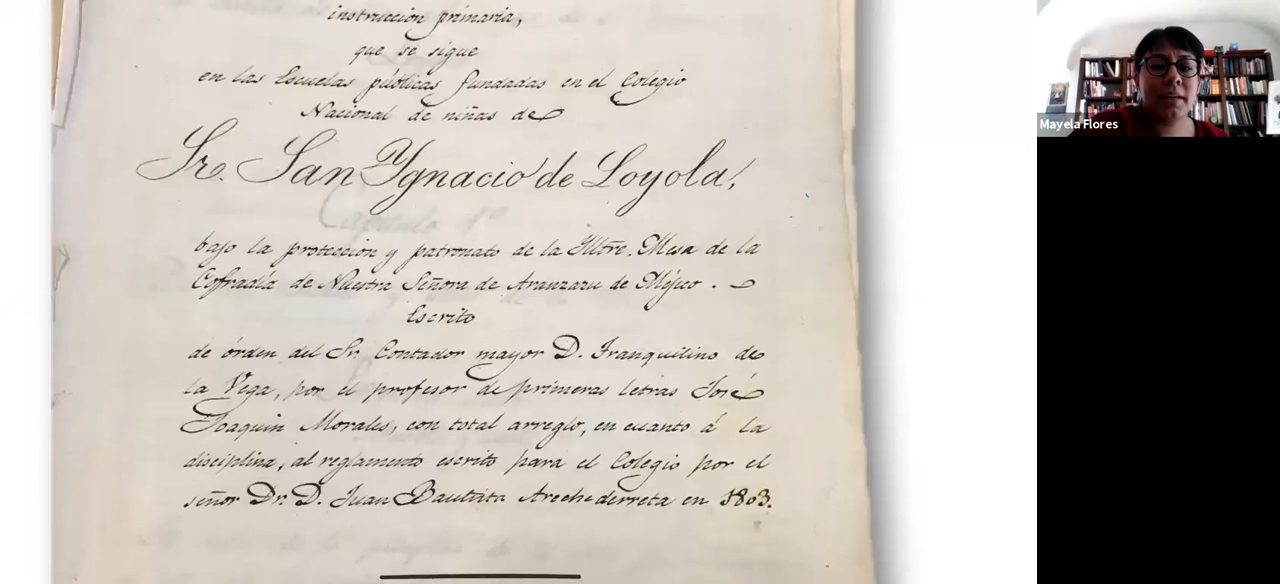 instruccion primaria,
que se sigue
en las Escuelas públicas fundadas en el Colegio
Nacional de niñas de
Sr. San Ygnacio de Loyola,
bajo la proteccion y patronato de la Illtre. Mesa de la
Cofradía de Nuestra Señora de Aranzazu de Méjico.
Escrito
de órden del Sr. Contador mayor D. Franquilino de
la Vega, por el profesor de primeras letras José
Joaquin Morales, con total arreglo, en cuanto á la
disciplina, al reglamento escrito para el Colegio por el
señor Dr. D. Juan Bautista Arechederreta en 1803.
Mayela Flores